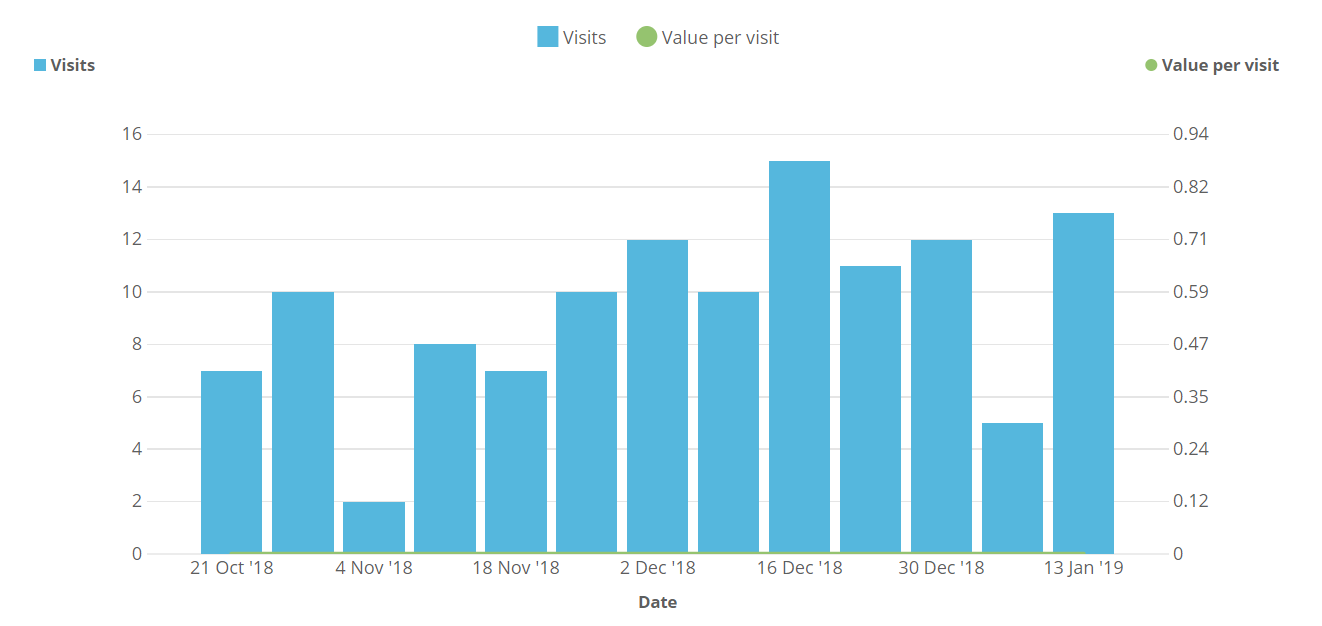 Visits Value per visit
Visits Value per visit
16 0.94
14 0.82
12 0.71
10 0.59
8 0.47
6 0.35
4 0.24
2 0.12
0 0
21 Oct '18 4 Nov '18 18 Nov '18 2 Dec '18 16 Dec '18 30 Dec '18 13 Jan '19
Date